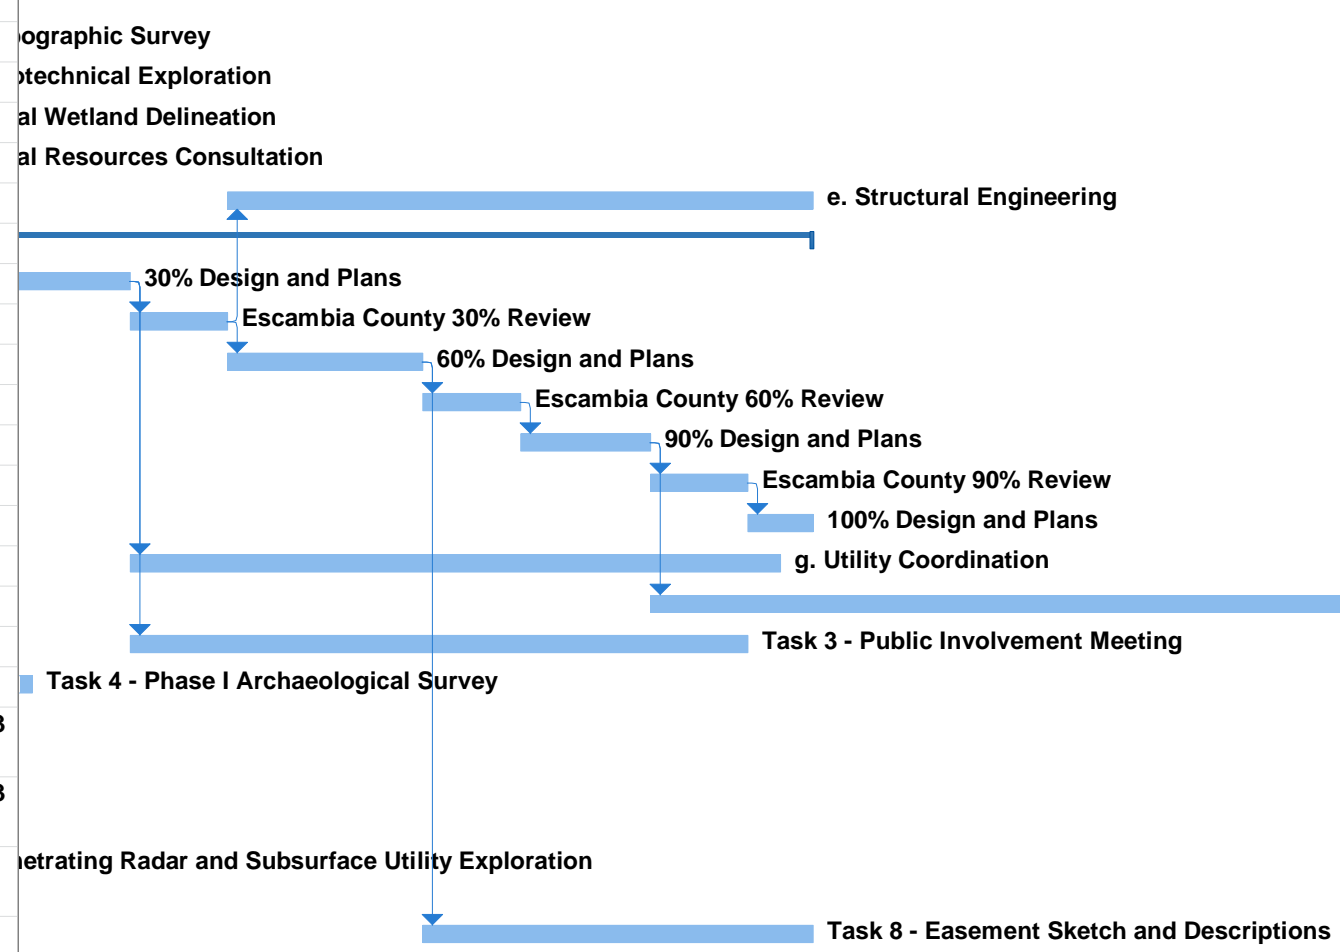 ographic Survey
otechnical Exploration
al Wetland Delineation
al Resources Consultation
e. Structural Engineering
30% Design and Plans
Escambia County 30% Review
60% Design and Plans
Escambia County 60% Review
90% Design and Plans
Escambia County 90% Review
100% Design and Plans
g. Utility Coordination
Task 3 - Public Involvement Meeting
Task 4 - Phase I Archaeological Survey
etrating Radar and Subsurface Utility Exploration
Task 8 - Easement Sketch and Descriptions